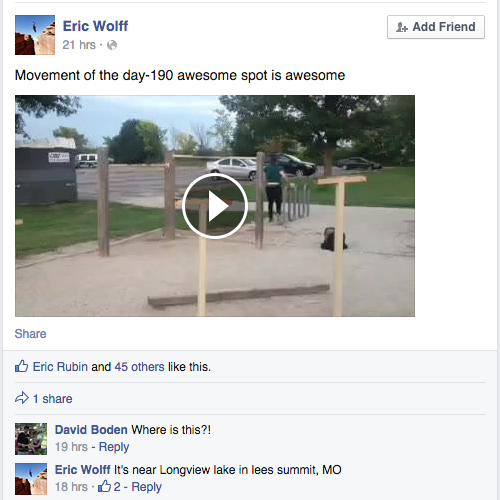 Eric Wolff
21 hrs ·
Add Friend
Movement of the day-190 awesome spot is awesome
Share
Eric Rubin and 45 others like this.
1 share
David Boden Where is this?!
19 hrs - Reply
Eric Wolff It's near Longview lake in lees summit, MO
18 hrs · 2 - Reply